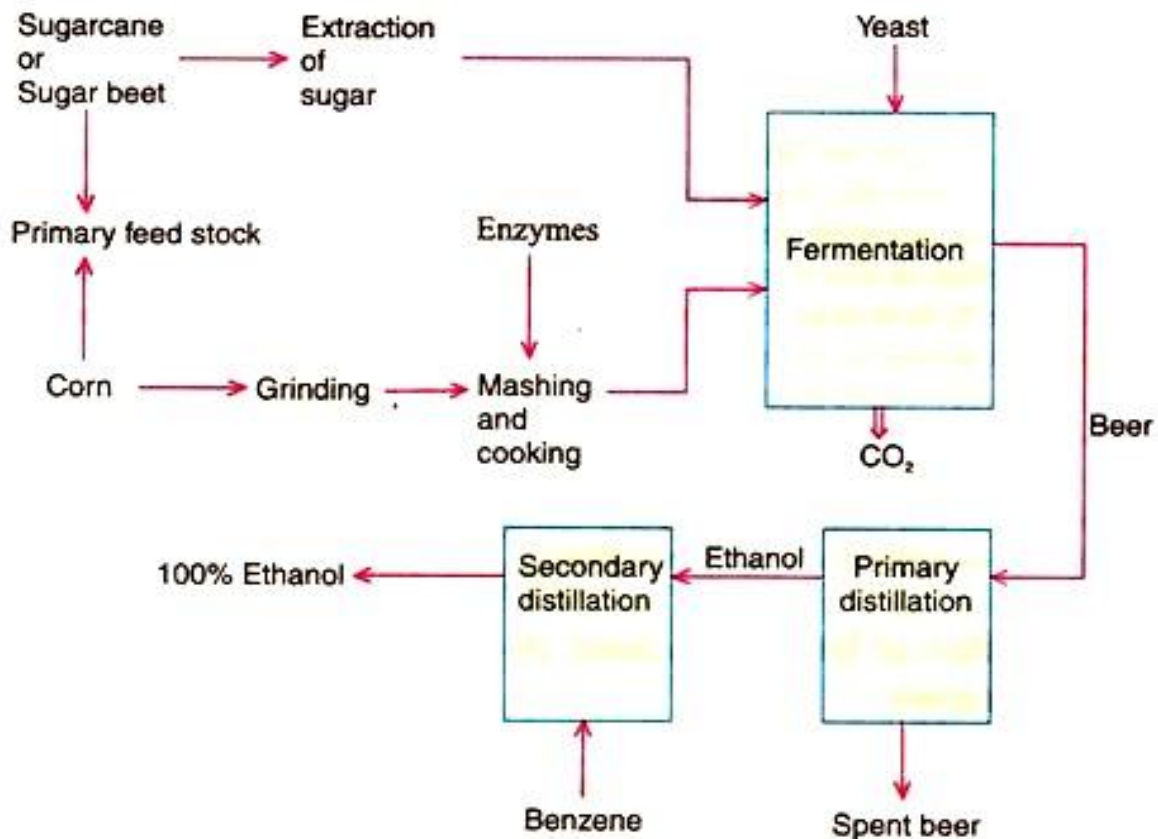 Sugarcane
or
Sugar beet
Extraction
of
sugar
Yeast
Primary feed stock
Enzymes
Fermentation
Corn
Grinding
Mashing
and
cooking
CO₂
Beer
100% Ethanol
Secondary
distillation
Ethanol
Primary
distillation
Benzene
Spent beer